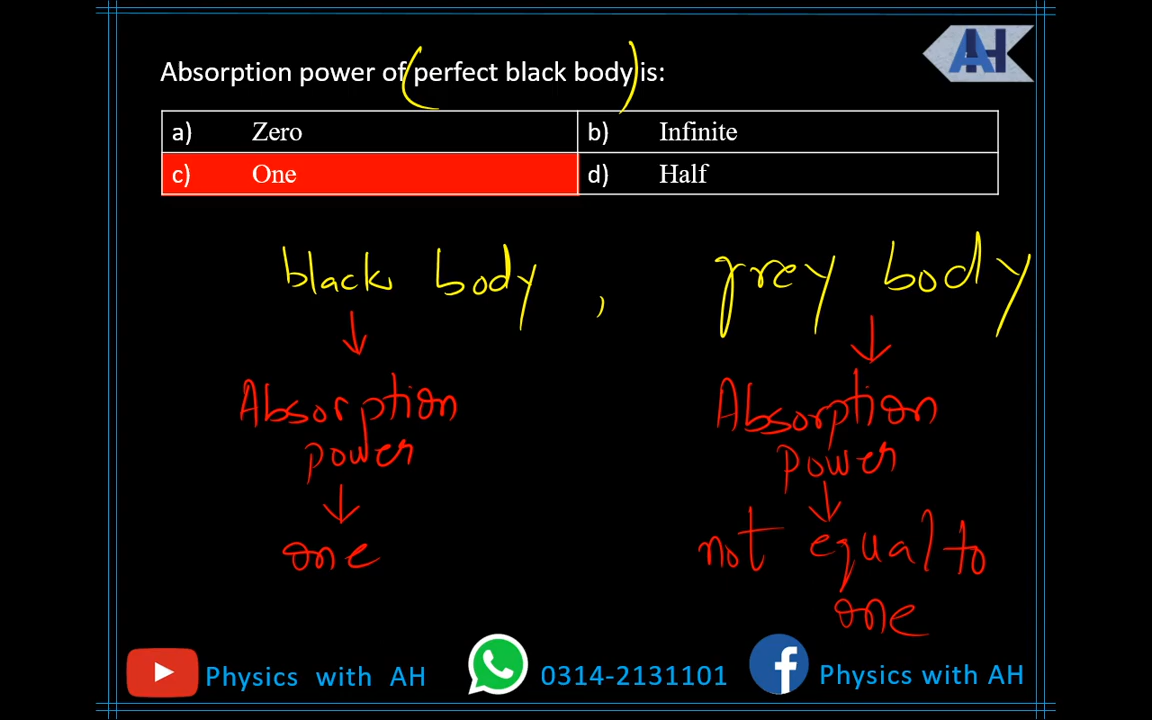 AH
Absorption power of (perfect black body) is:
a) Zero b) Infinite
c) One d) Half
black body , grey body
Absorption power Absorption power
one not equal to one
Physics with AH 0314-2131101 Physics with AH